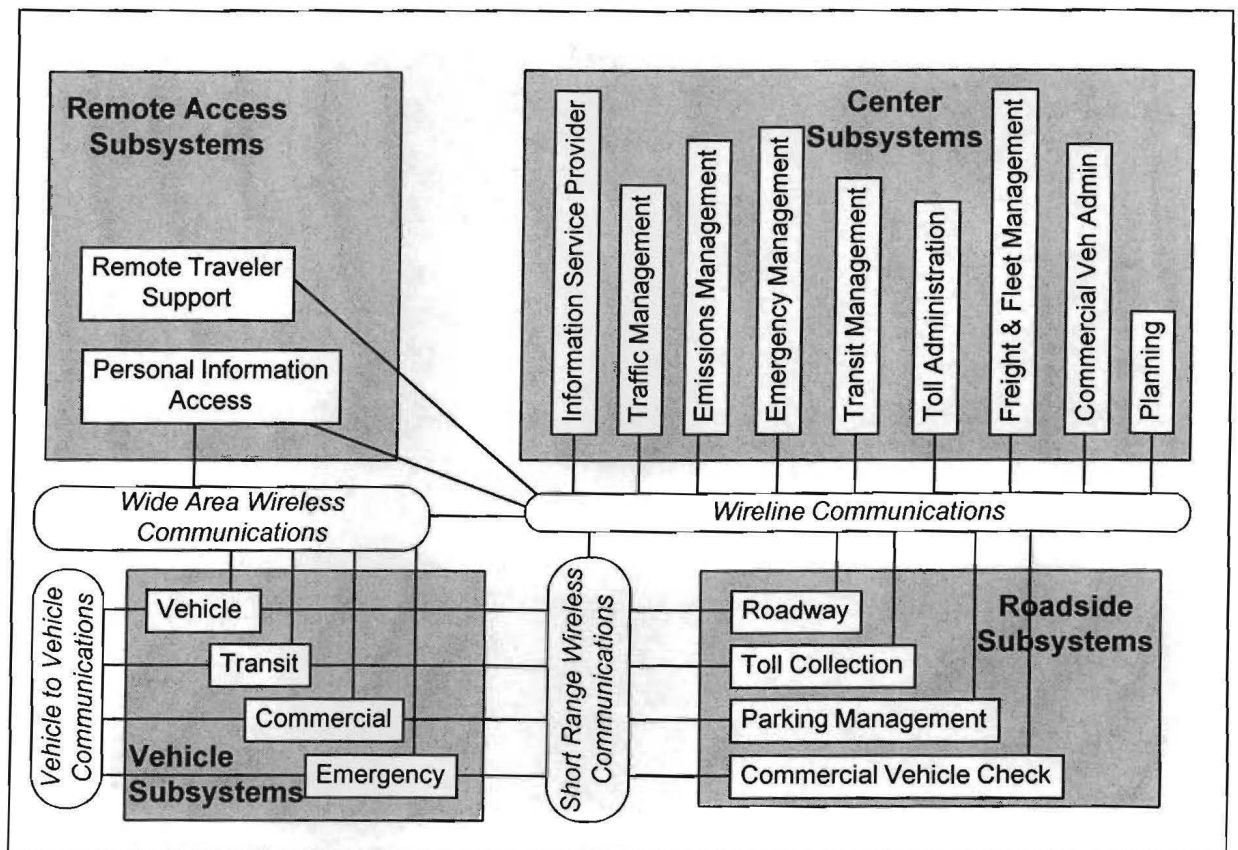 Remote Access
Subsystems
Remote Traveler
Support
Personal Information
Access
Center
Subsystems
Information Service Provider
Traffic Management
Emissions Management
Emergency Management
Transit Management
Toll Administration
Freight & Fleet Management
Commercial Veh Admin
Planning
Wide Area Wireless
Communications
Wireline Communications
Vehicle to Vehicle
Communications
Vehicle
Transit
Commercial
Emergency
Vehicle
Subsystems
Short Range Wireless
Communications
Roadway
Toll Collection
Parking Management
Commercial Vehicle Check
Roadside
Subsystems